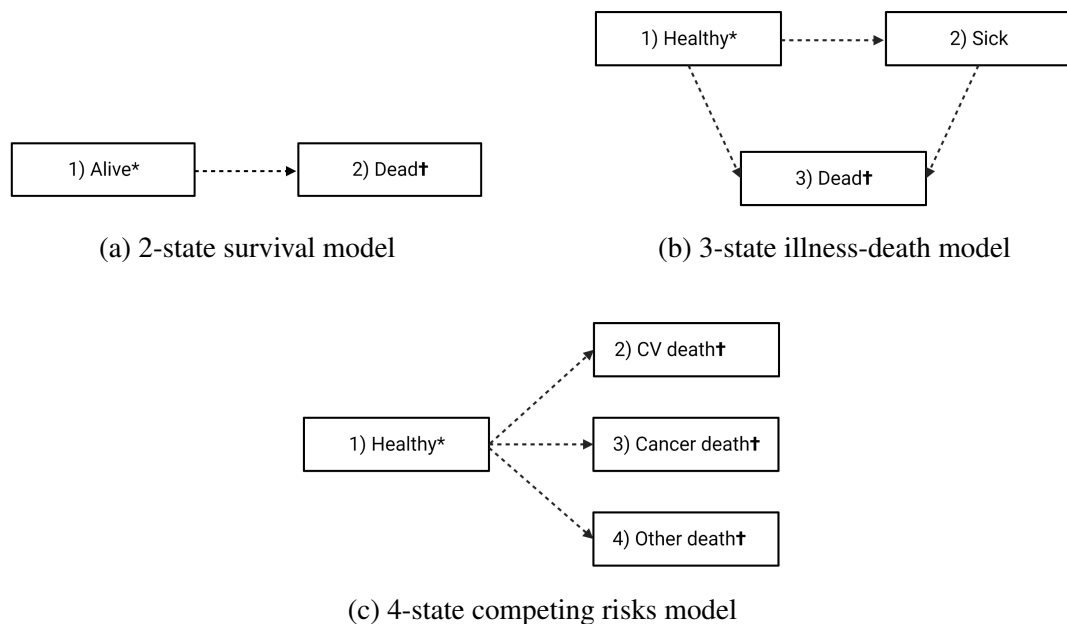 1) Healthy*
2) Sick
1) Alive*
2) Dead✝
3) Dead✝
(a) 2-state survival model
(b) 3-state illness-death model
2) CV death✝
1) Healthy*
3) Cancer death✝
4) Other death✝
(c) 4-state competing risks model